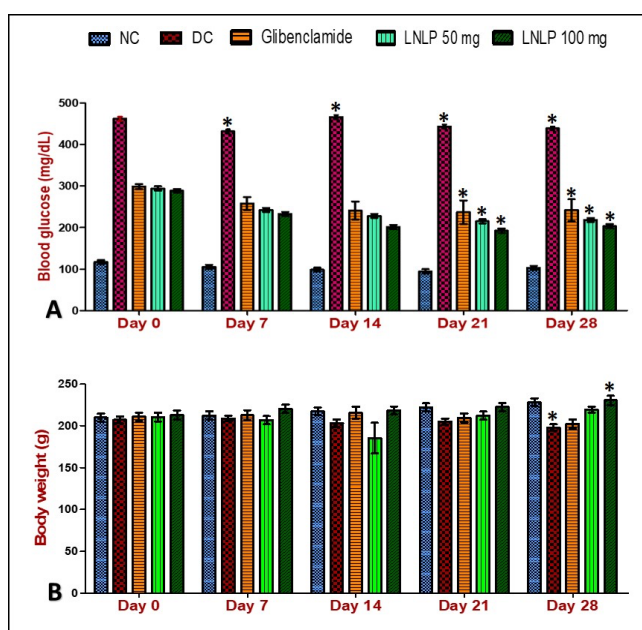 NC DC Glibenclamide LNLP 50 mg LNLP 100 mg
Blood glucose (mg/dL)
500
400
300
200
100
0
* * * * * * * * * *
A
Day 0 Day 7 Day 14 Day 21 Day 28
Body weight (g)
250
200
150
100
50
0
* *
B
Day 0 Day 7 Day 14 Day 21 Day 28